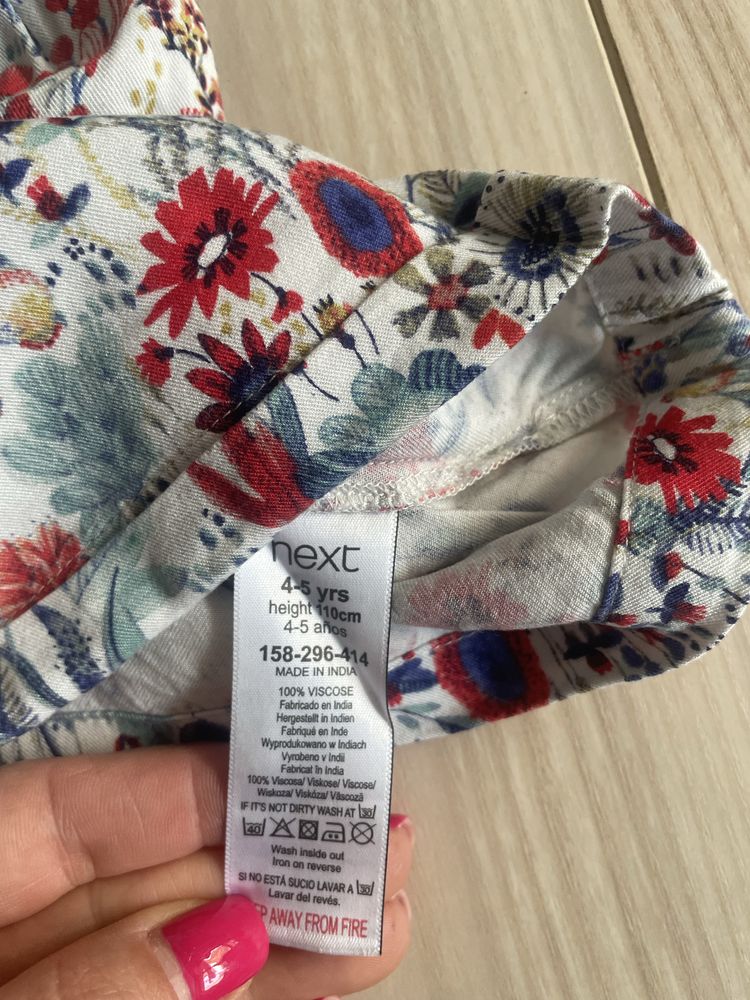 next
4-5 yrs
height 110cm
4-5 años
158-296-414
MADE IN INDIA
100% VISCOSE
Fabricado en India
Hergestellt in Indien
Fabriqué en Inde
Wyprodukowano w Indiach
Vyrobeno v Indii
Fabricat în India
100% Viscosa/ Viskose/ Viscose/
Wiskoza/ Viskóza/ Vâscoză
IF IT'S NOT DIRTY WASH AT 30
40
Wash inside out
Iron on reverse
SI NO ESTÁ SUCIO LAVAR A 30
Lavar del revés.
AWAY FROM FIRE